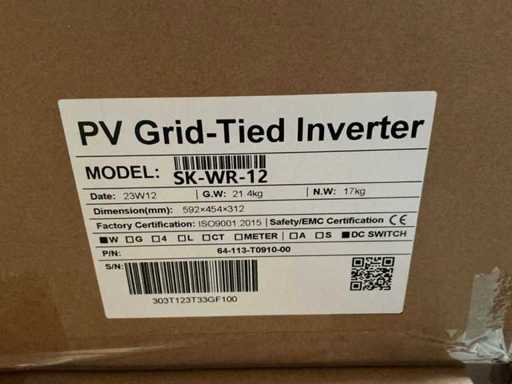 PV Grid-Tied Inverter
MODEL: SK-WR-12
Date: 23W12 G.W: 21.4kg N.W: 17kg
Dimension(mm): 592×454×312
Factory Certification: ISO9001:2015 Safety/EMC Certification CE
■W □G □4 □L □CT □METER □A □S ■DC SWITCH
P/N: 64-113-T0910-00
S/N:
303T123T33GF100